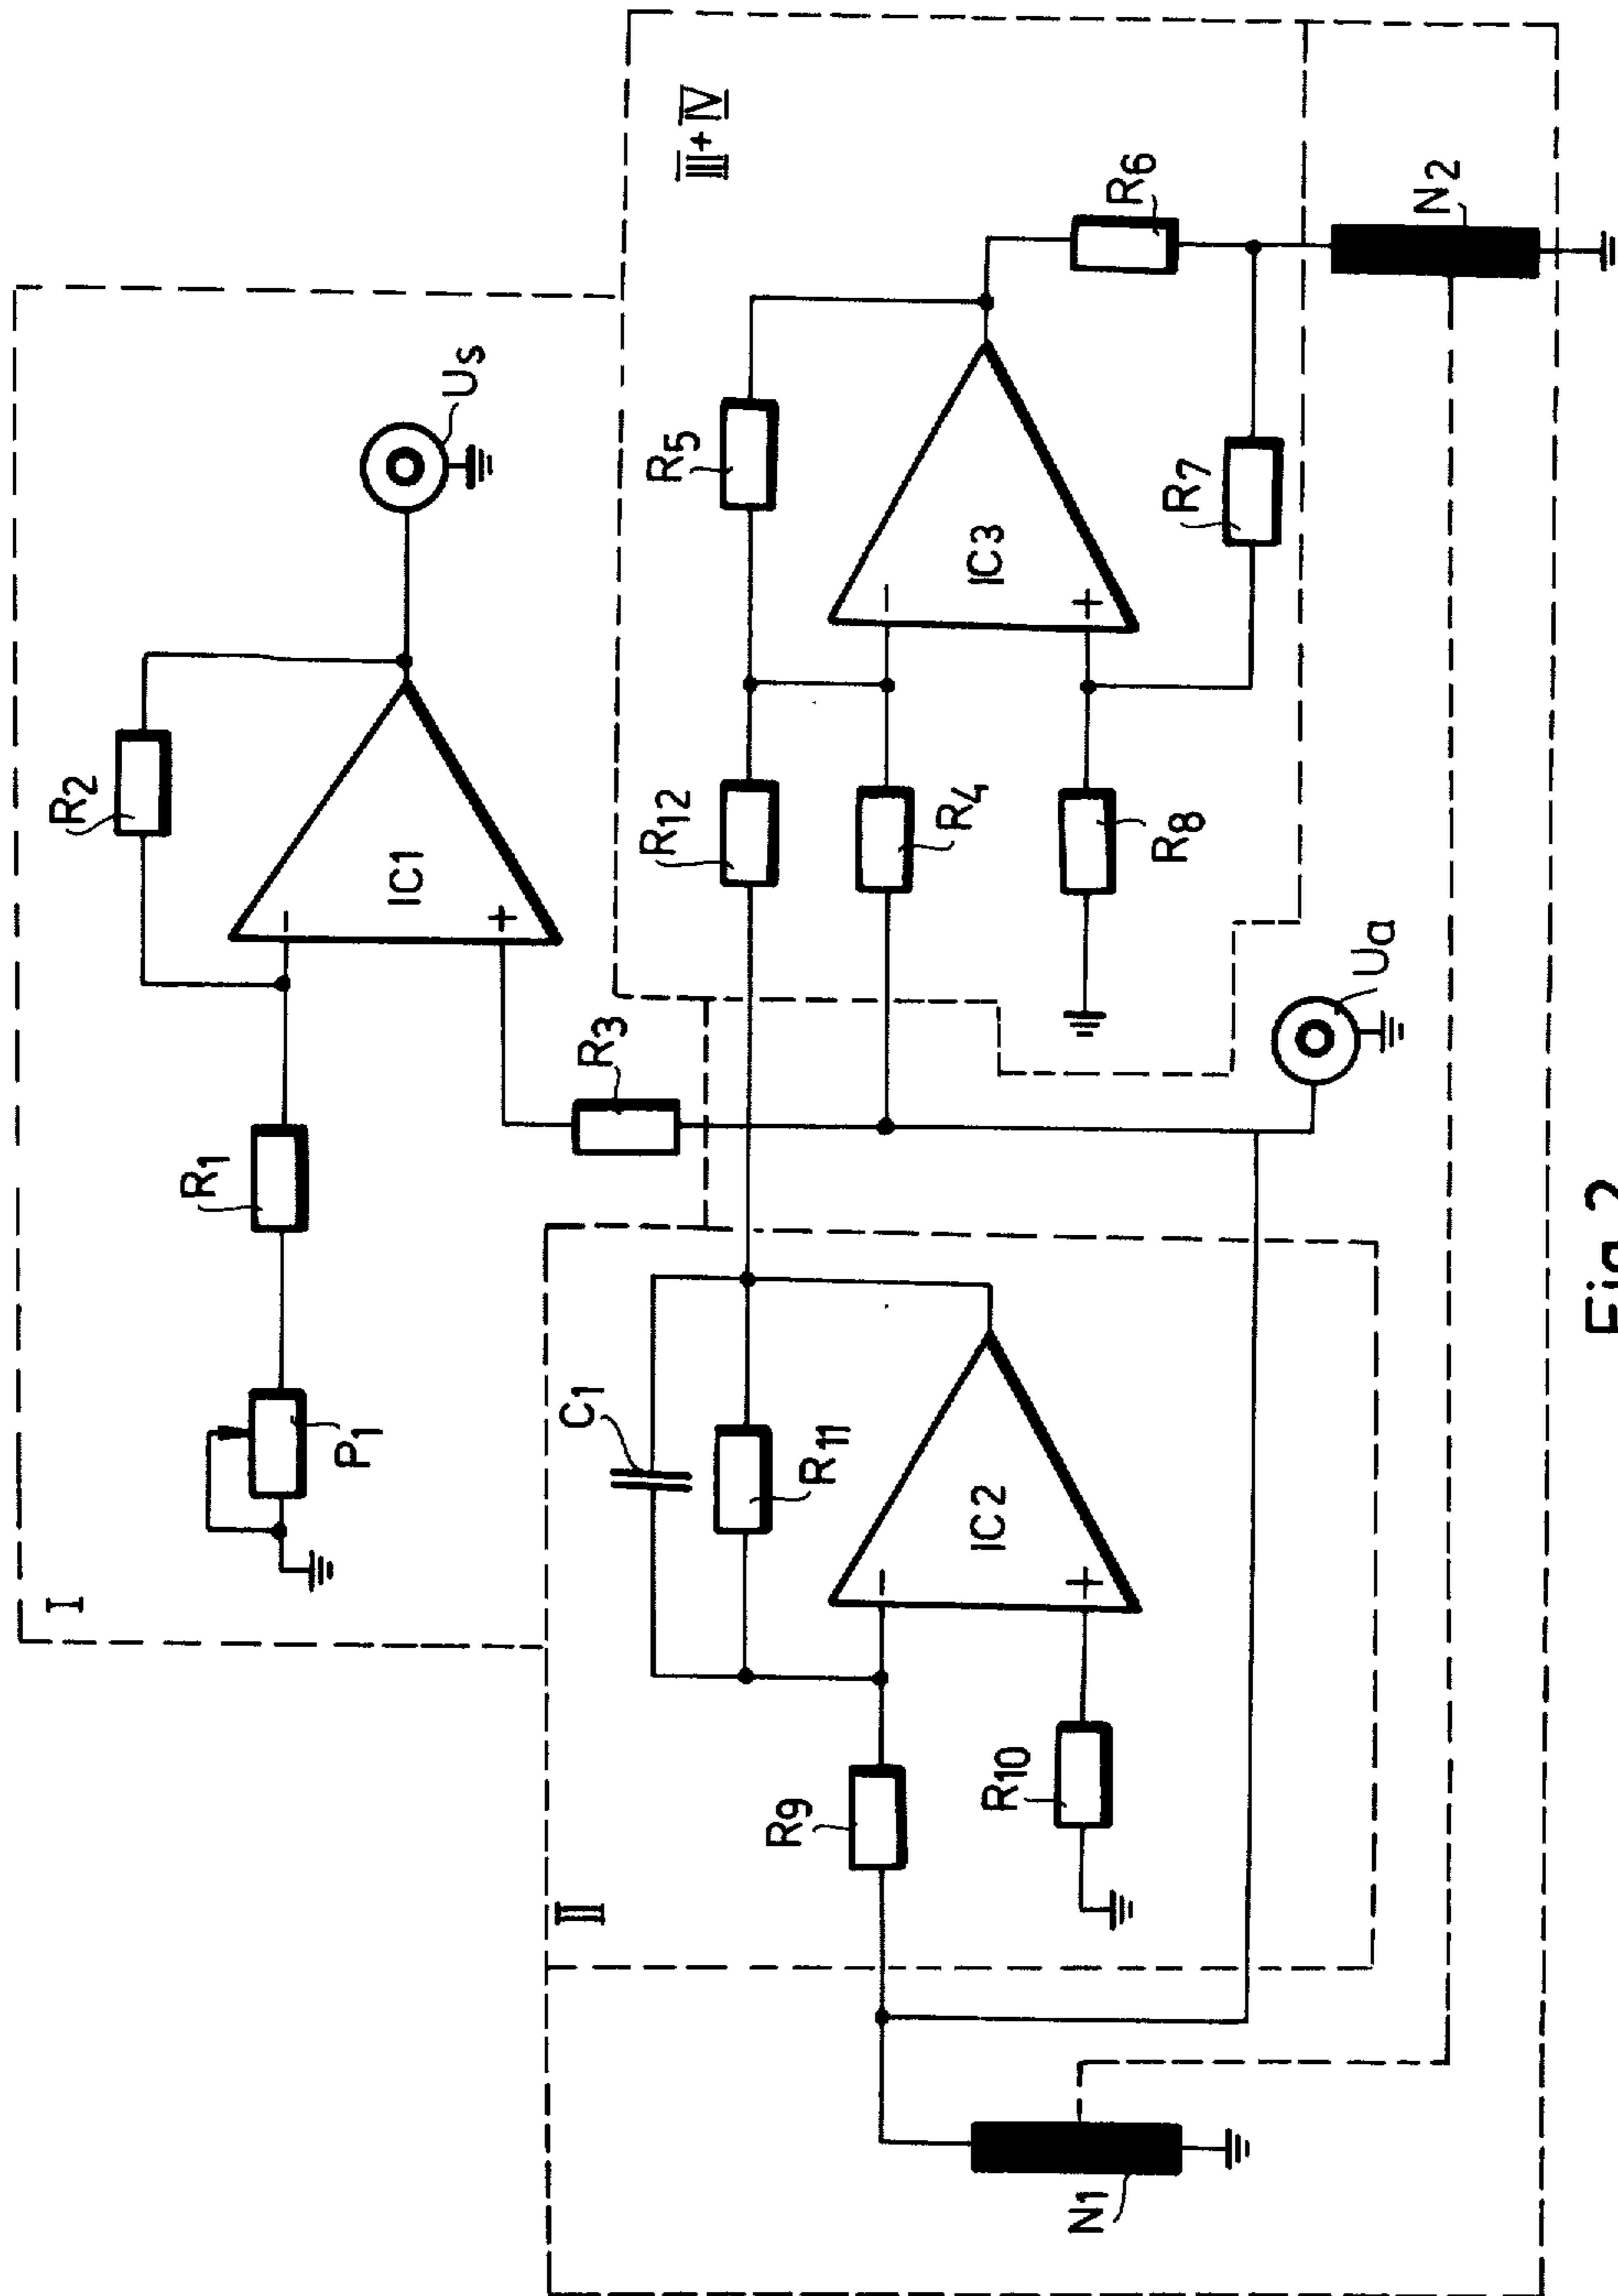 I
R2
Us
R1
IC1
P1
III+IV
R3
R12
R5
C1
II
R11
R4
IC3
R6
R9
IC2
R8
R7
R10
N1
Ua
N2
Fig. 2